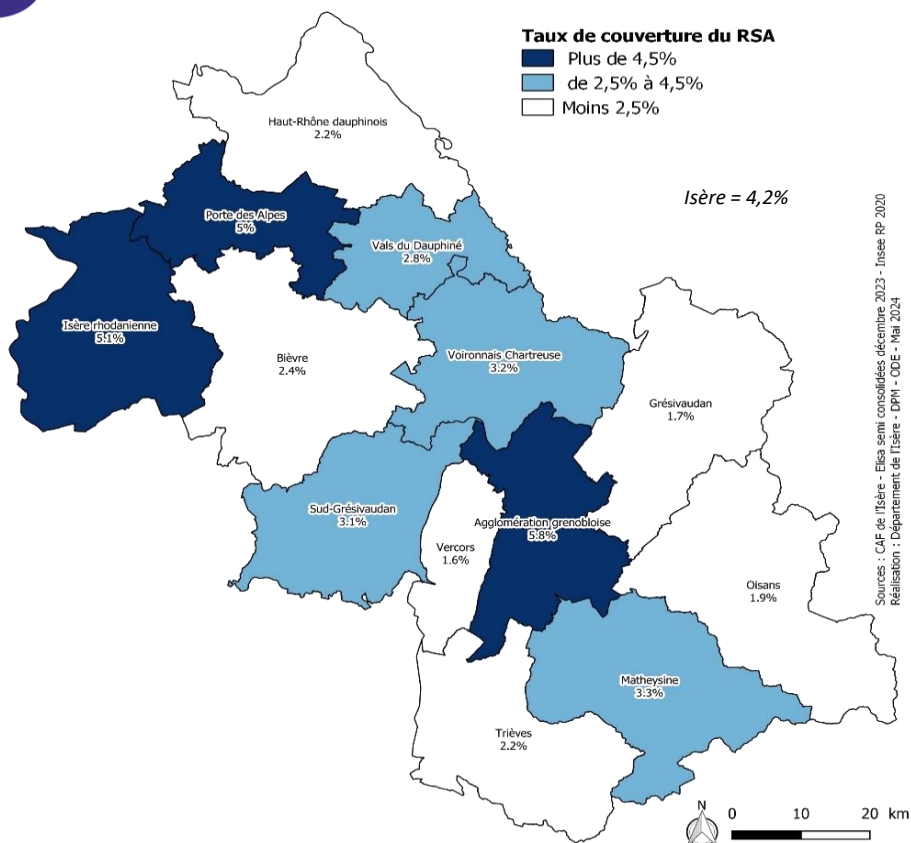 Taux de couverture du RSA
Plus de 4,5%
de 2,5% à 4,5%
Moins 2,5%
Isère = 4,2%
Haut-Rhône dauphinois
2.2%
Porte des Alpes
5%
Vals du Dauphiné
2.8%
Isère rhodanienne
5.1%
Bièvre
2.4%
Voironnais Chartreuse
3.2%
Grésivaudan
1.7%
Sud-Grésivaudan
3.1%
Agglomération grenobloise
5.8%
Vercors
1.6%
Oisans
1.9%
Matheysine
3.3%
Trièves
2.2%
Sources : CAF de l'Isère - Elisa semi consolidées décembre 2023 - Insee RP 2020
Réalisation : Département de l'Isère - DPM - ODE - Mai 2024
N
0 10 20 km